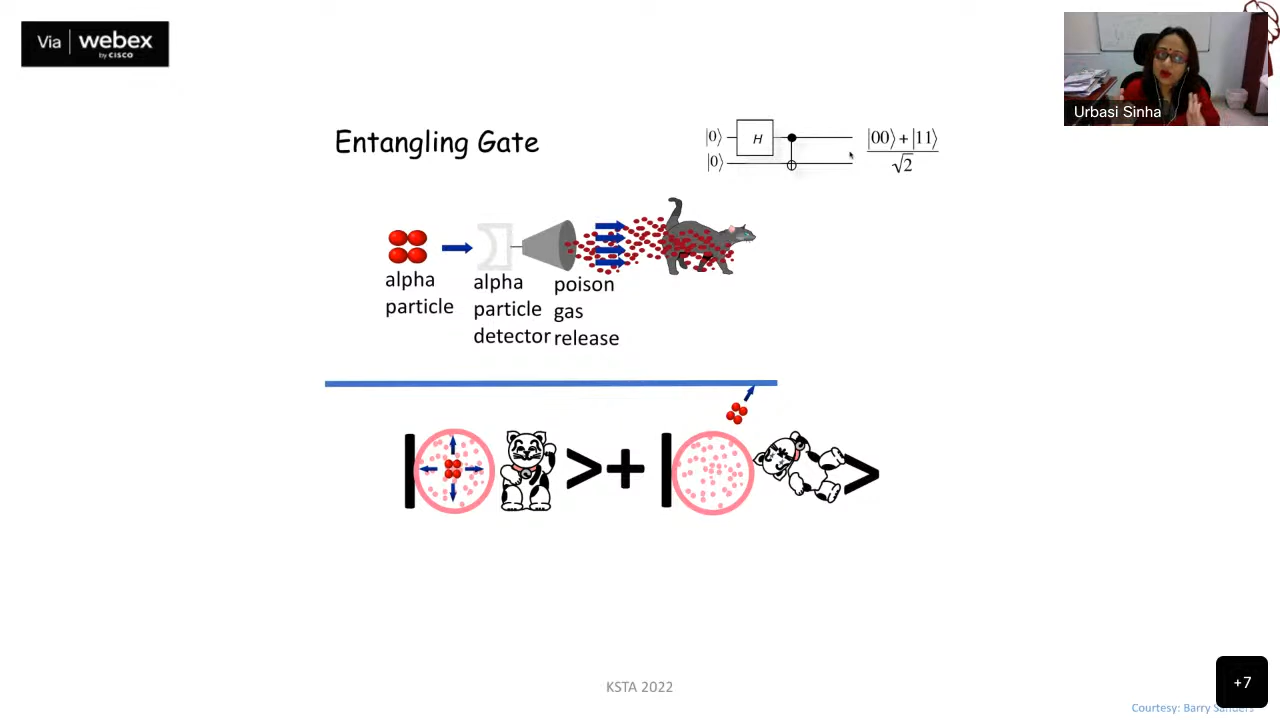 Via | webex
by CISCO
Urbasi Sinha
Entangling Gate
|0⟩ H
|0⟩
|00⟩ + |11⟩
√2
alpha
particle
alpha
particle
detector
poison
gas
release
| > + | >
+7
KSTA 2022
Courtesy: Barry Sanders